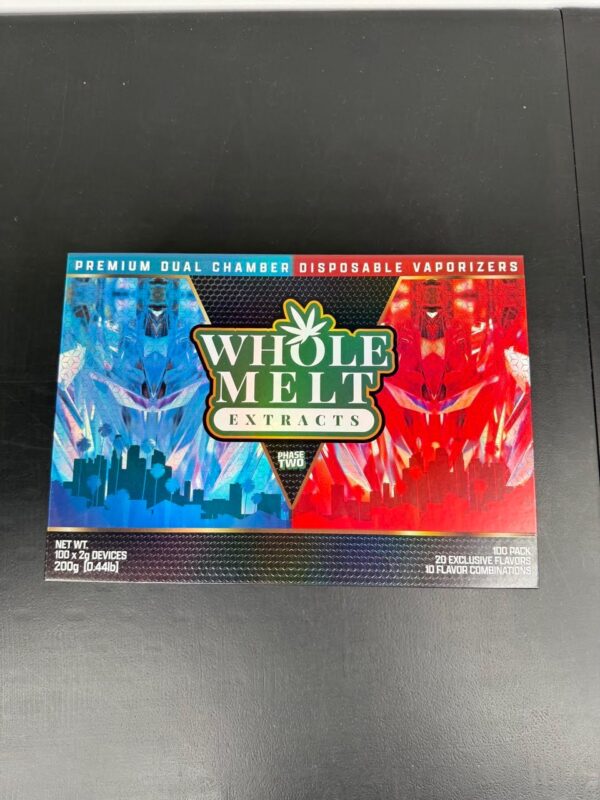 PREMIUM DUAL CHAMBER DISPOSABLE VAPORIZERS
WHOLE
MELT
EXTRACTS
PHASE
TWO
NET WT.
100 x 2g DEVICES
200g [0.44lb]
100 PACK
20 EXCLUSIVE FLAVORS
10 FLAVOR COMBINATIONS